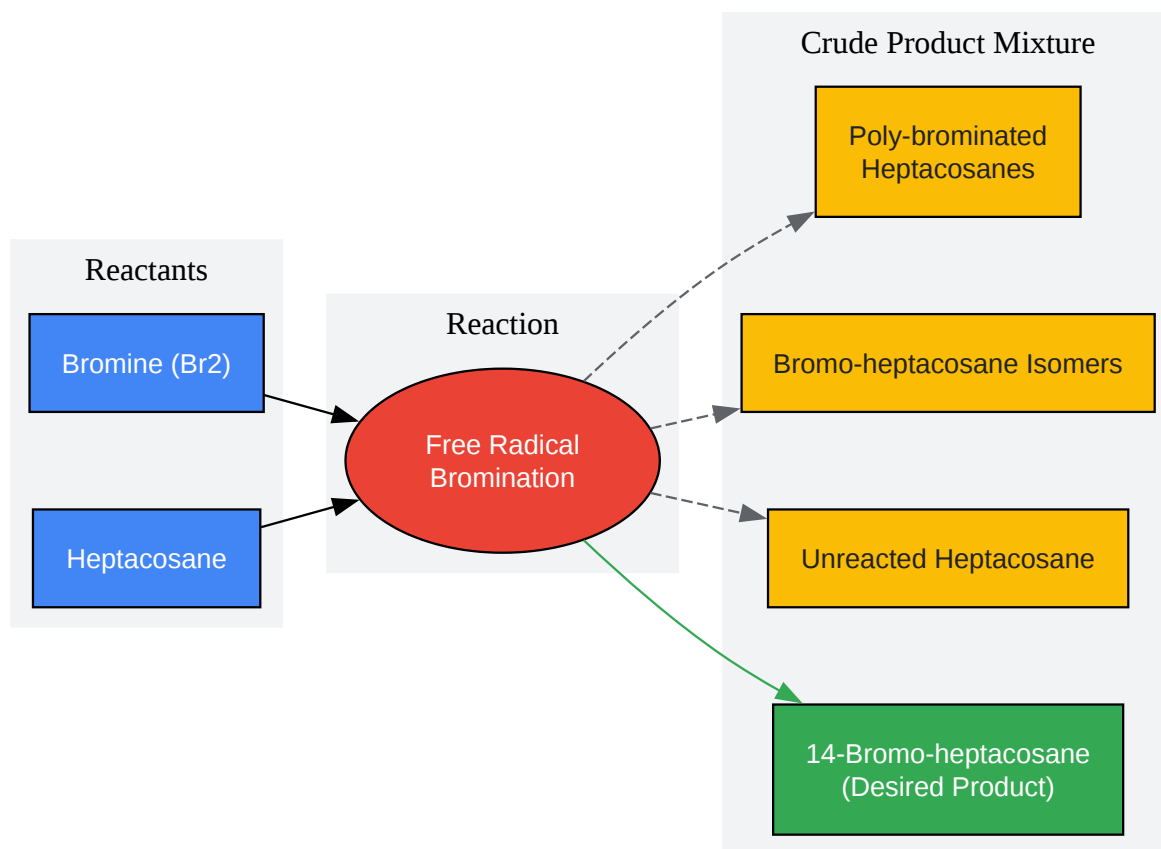 Reactants
Bromine (Br2)
Heptacosane
Reaction
Free Radical
Bromination
Crude Product Mixture
Poly-brominated
Heptacosanes
Bromo-heptacosane Isomers
Unreacted Heptacosane
14-Bromo-heptacosane
(Desired Product)